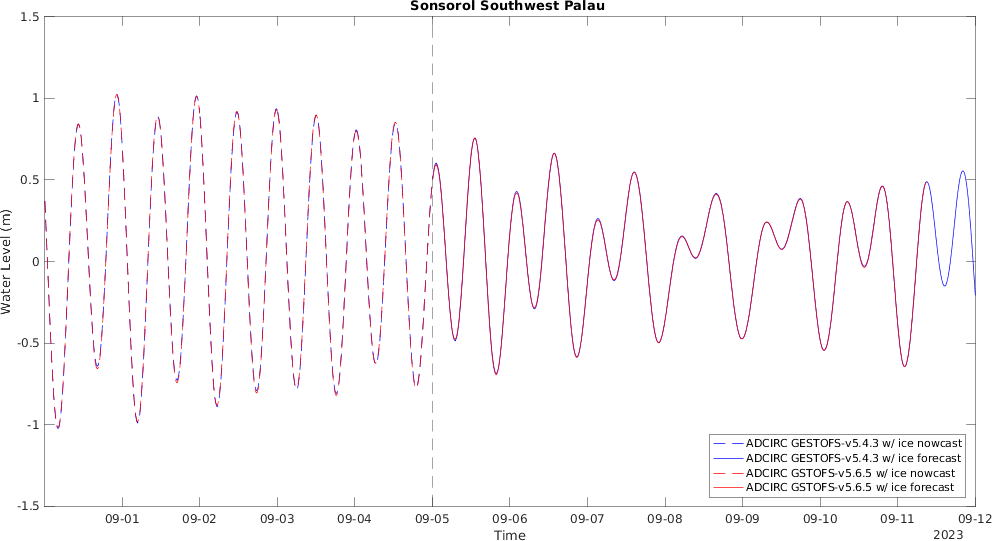 Sonsorol Southwest Palau
1.5
1
0.5
0
-0.5
-1
-1.5
Water Level (m)
09-01 09-02 09-03 09-04 09-05 09-06 09-07 09-08 09-09 09-10 09-11 09-12
Time
2023
ADCIRC GESTOFS-v5.4.3 w/ ice nowcast
ADCIRC GESTOFS-v5.4.3 w/ ice forecast
ADCIRC GSTOFS-v5.6.5 w/ ice nowcast
ADCIRC GSTOFS-v5.6.5 w/ ice forecast